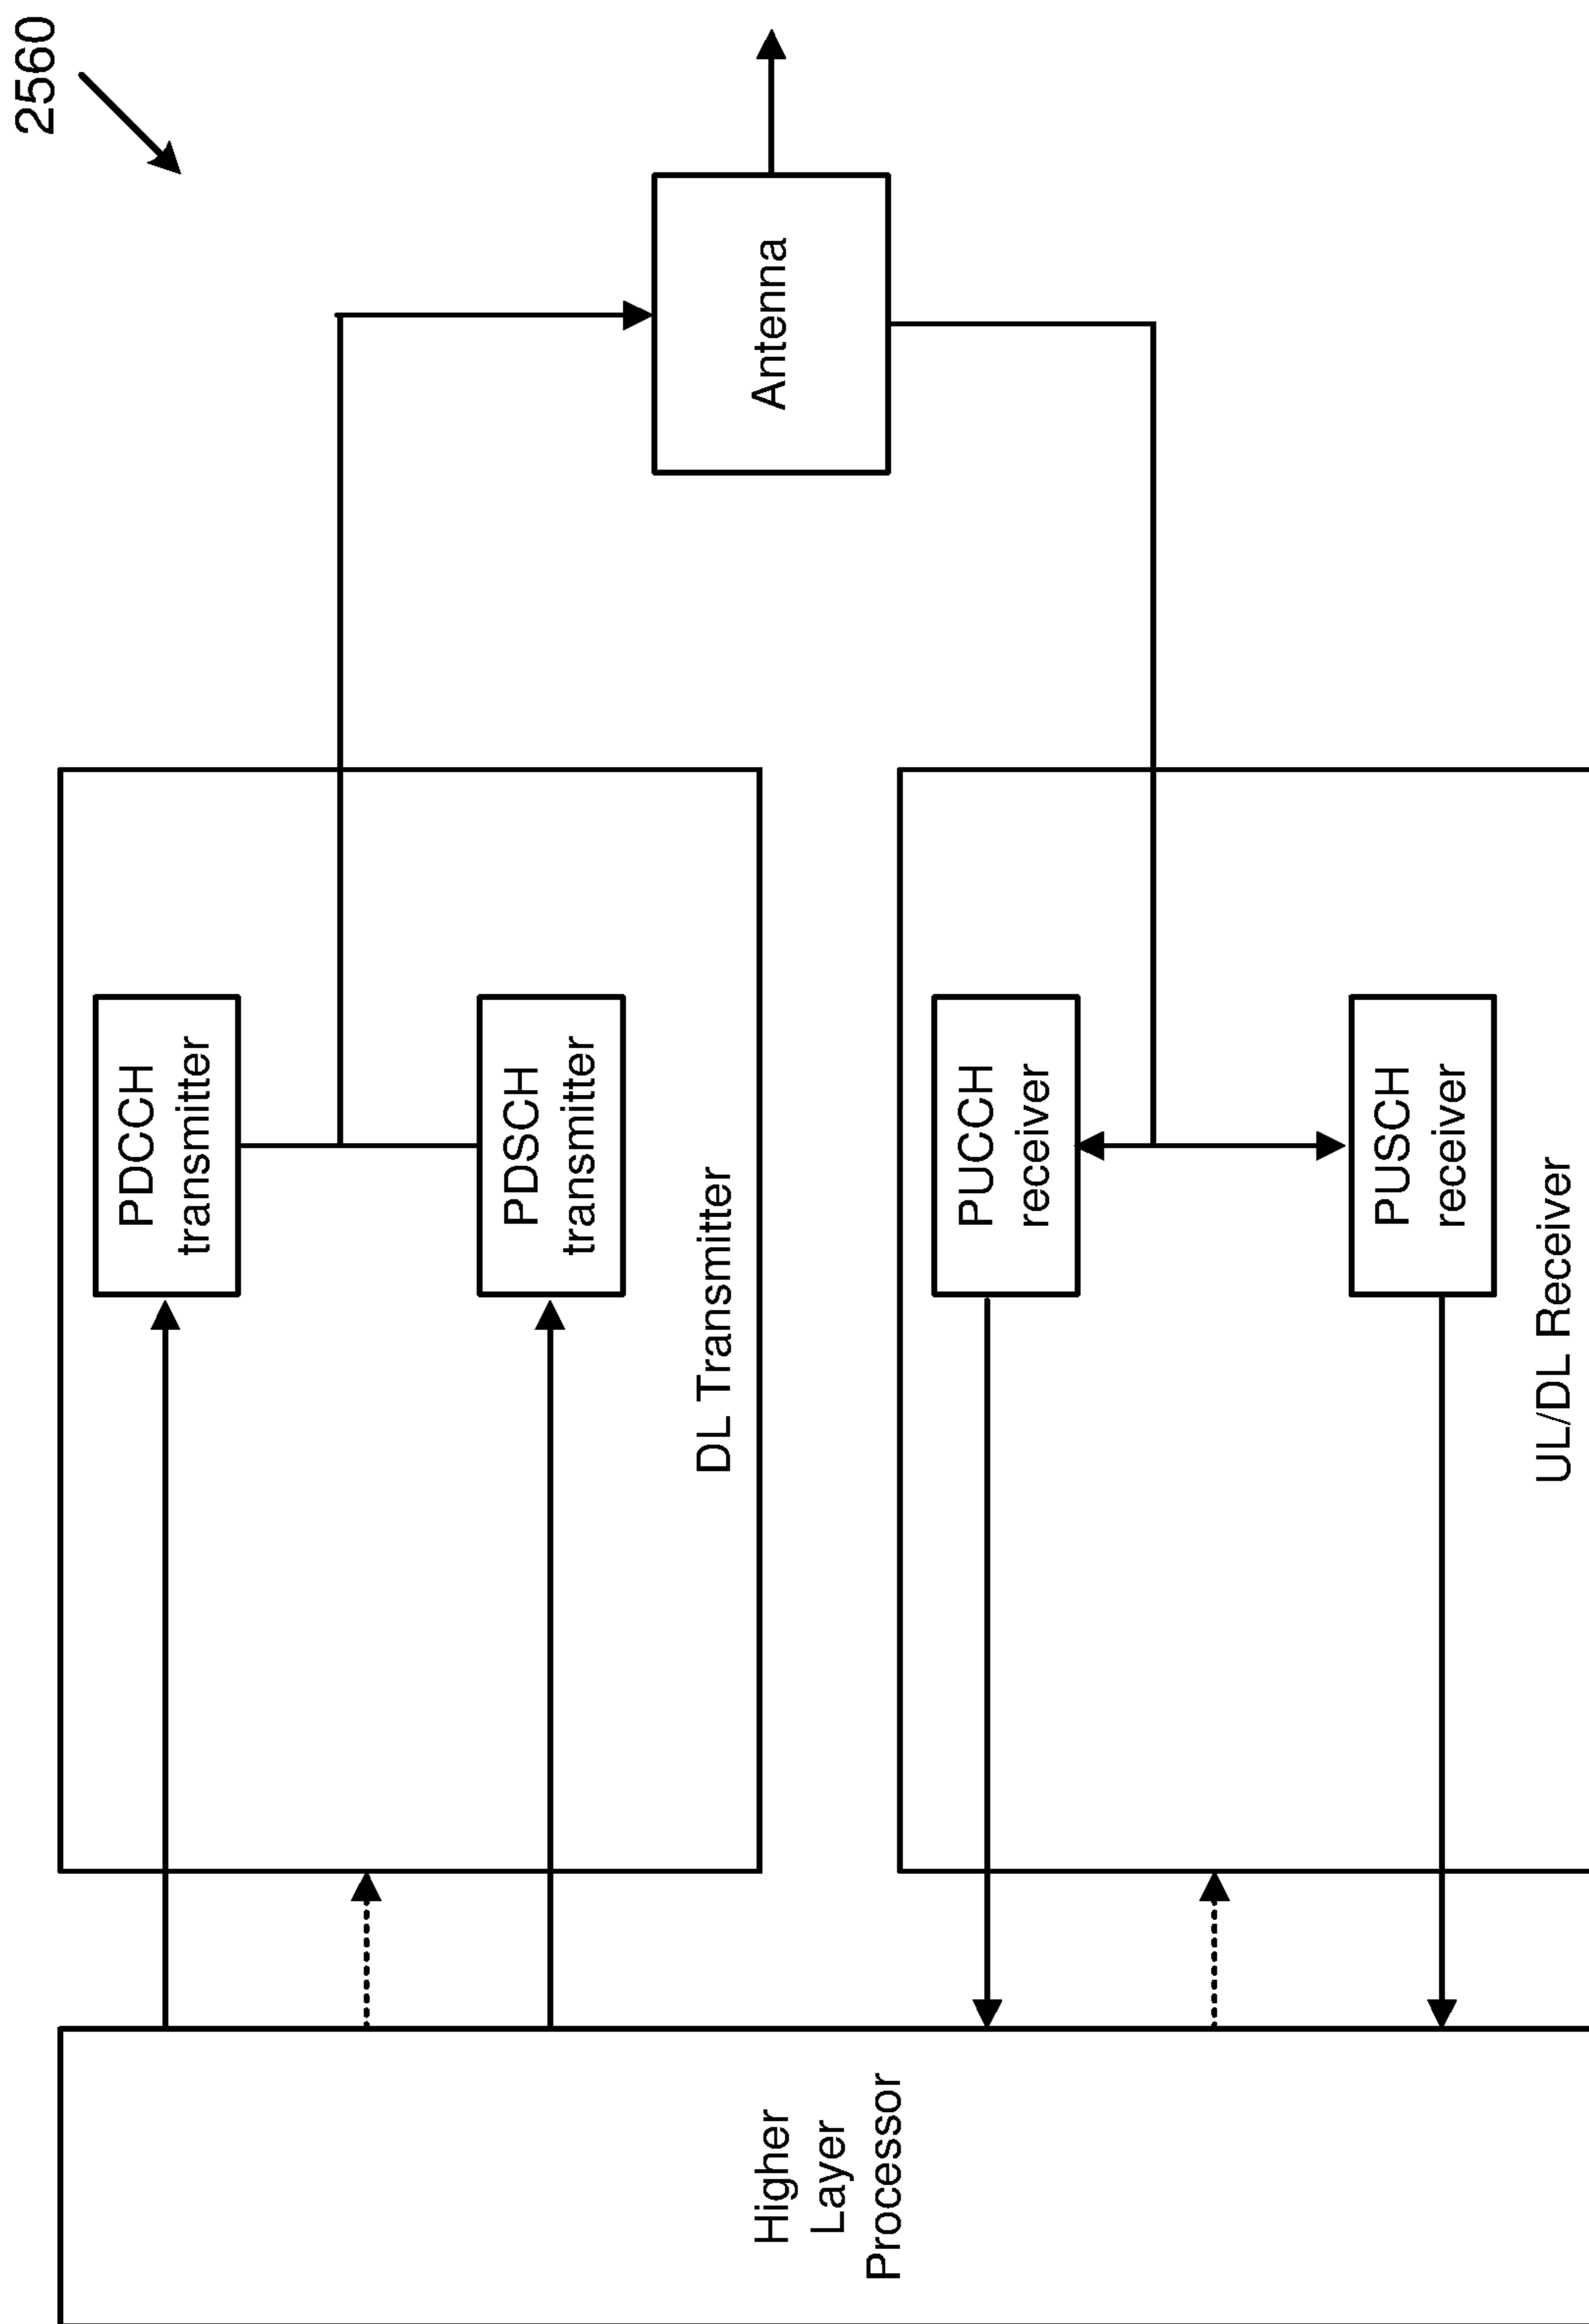 2560
Higher
Layer
Processor
PDCCH
transmitter
PDSCH
transmitter
DL Transmitter
Antenna
PUCCH
receiver
PUSCH
receiver
UL/DL Receiver